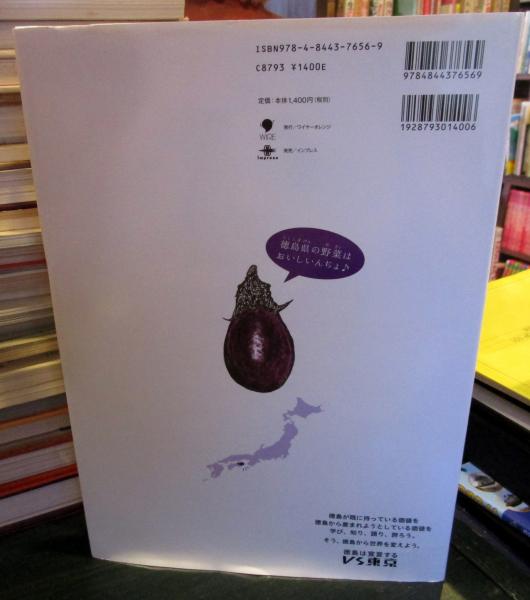 ISBN978-4-8443-7656-9
C8793 ¥1400E
9784844376569
1928793014006
定価：本体1,400円（税別）
WIRE 発行／ワイヤーオレンジ
impress 発売／インプレス
徳島県の野菜は
おいしいんぢょ♪
徳島が既に持っている価値を
徳島から産まれようとしている価値を
学び、知り、語り、誇ろう。
そう、徳島から世界を変えよう。
徳島は宣言する
VS東京